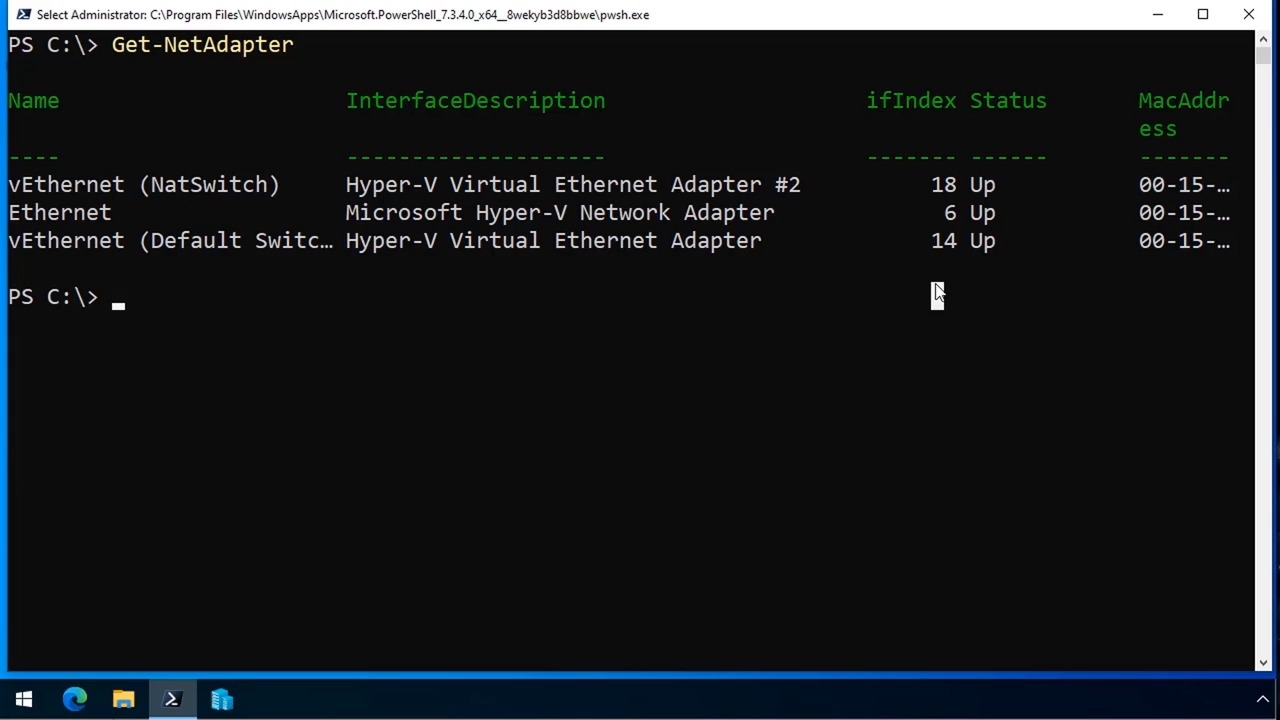 Select Administrator: C:\Program Files\WindowsApps\Microsoft.PowerShell_7.3.4.0_x64__8wekyb3d8bbwe\pwsh.exe
PS C:\> Get-NetAdapter
Name InterfaceDescription ifIndex Status MacAddr
ess
---- -------------------- ------- ------ -------
vEthernet (NatSwitch) Hyper-V Virtual Ethernet Adapter #2 18 Up 00-15-…
Ethernet Microsoft Hyper-V Network Adapter 6 Up 00-15-…
vEthernet (Default Switc… Hyper-V Virtual Ethernet Adapter 14 Up 00-15-…
PS C:\>